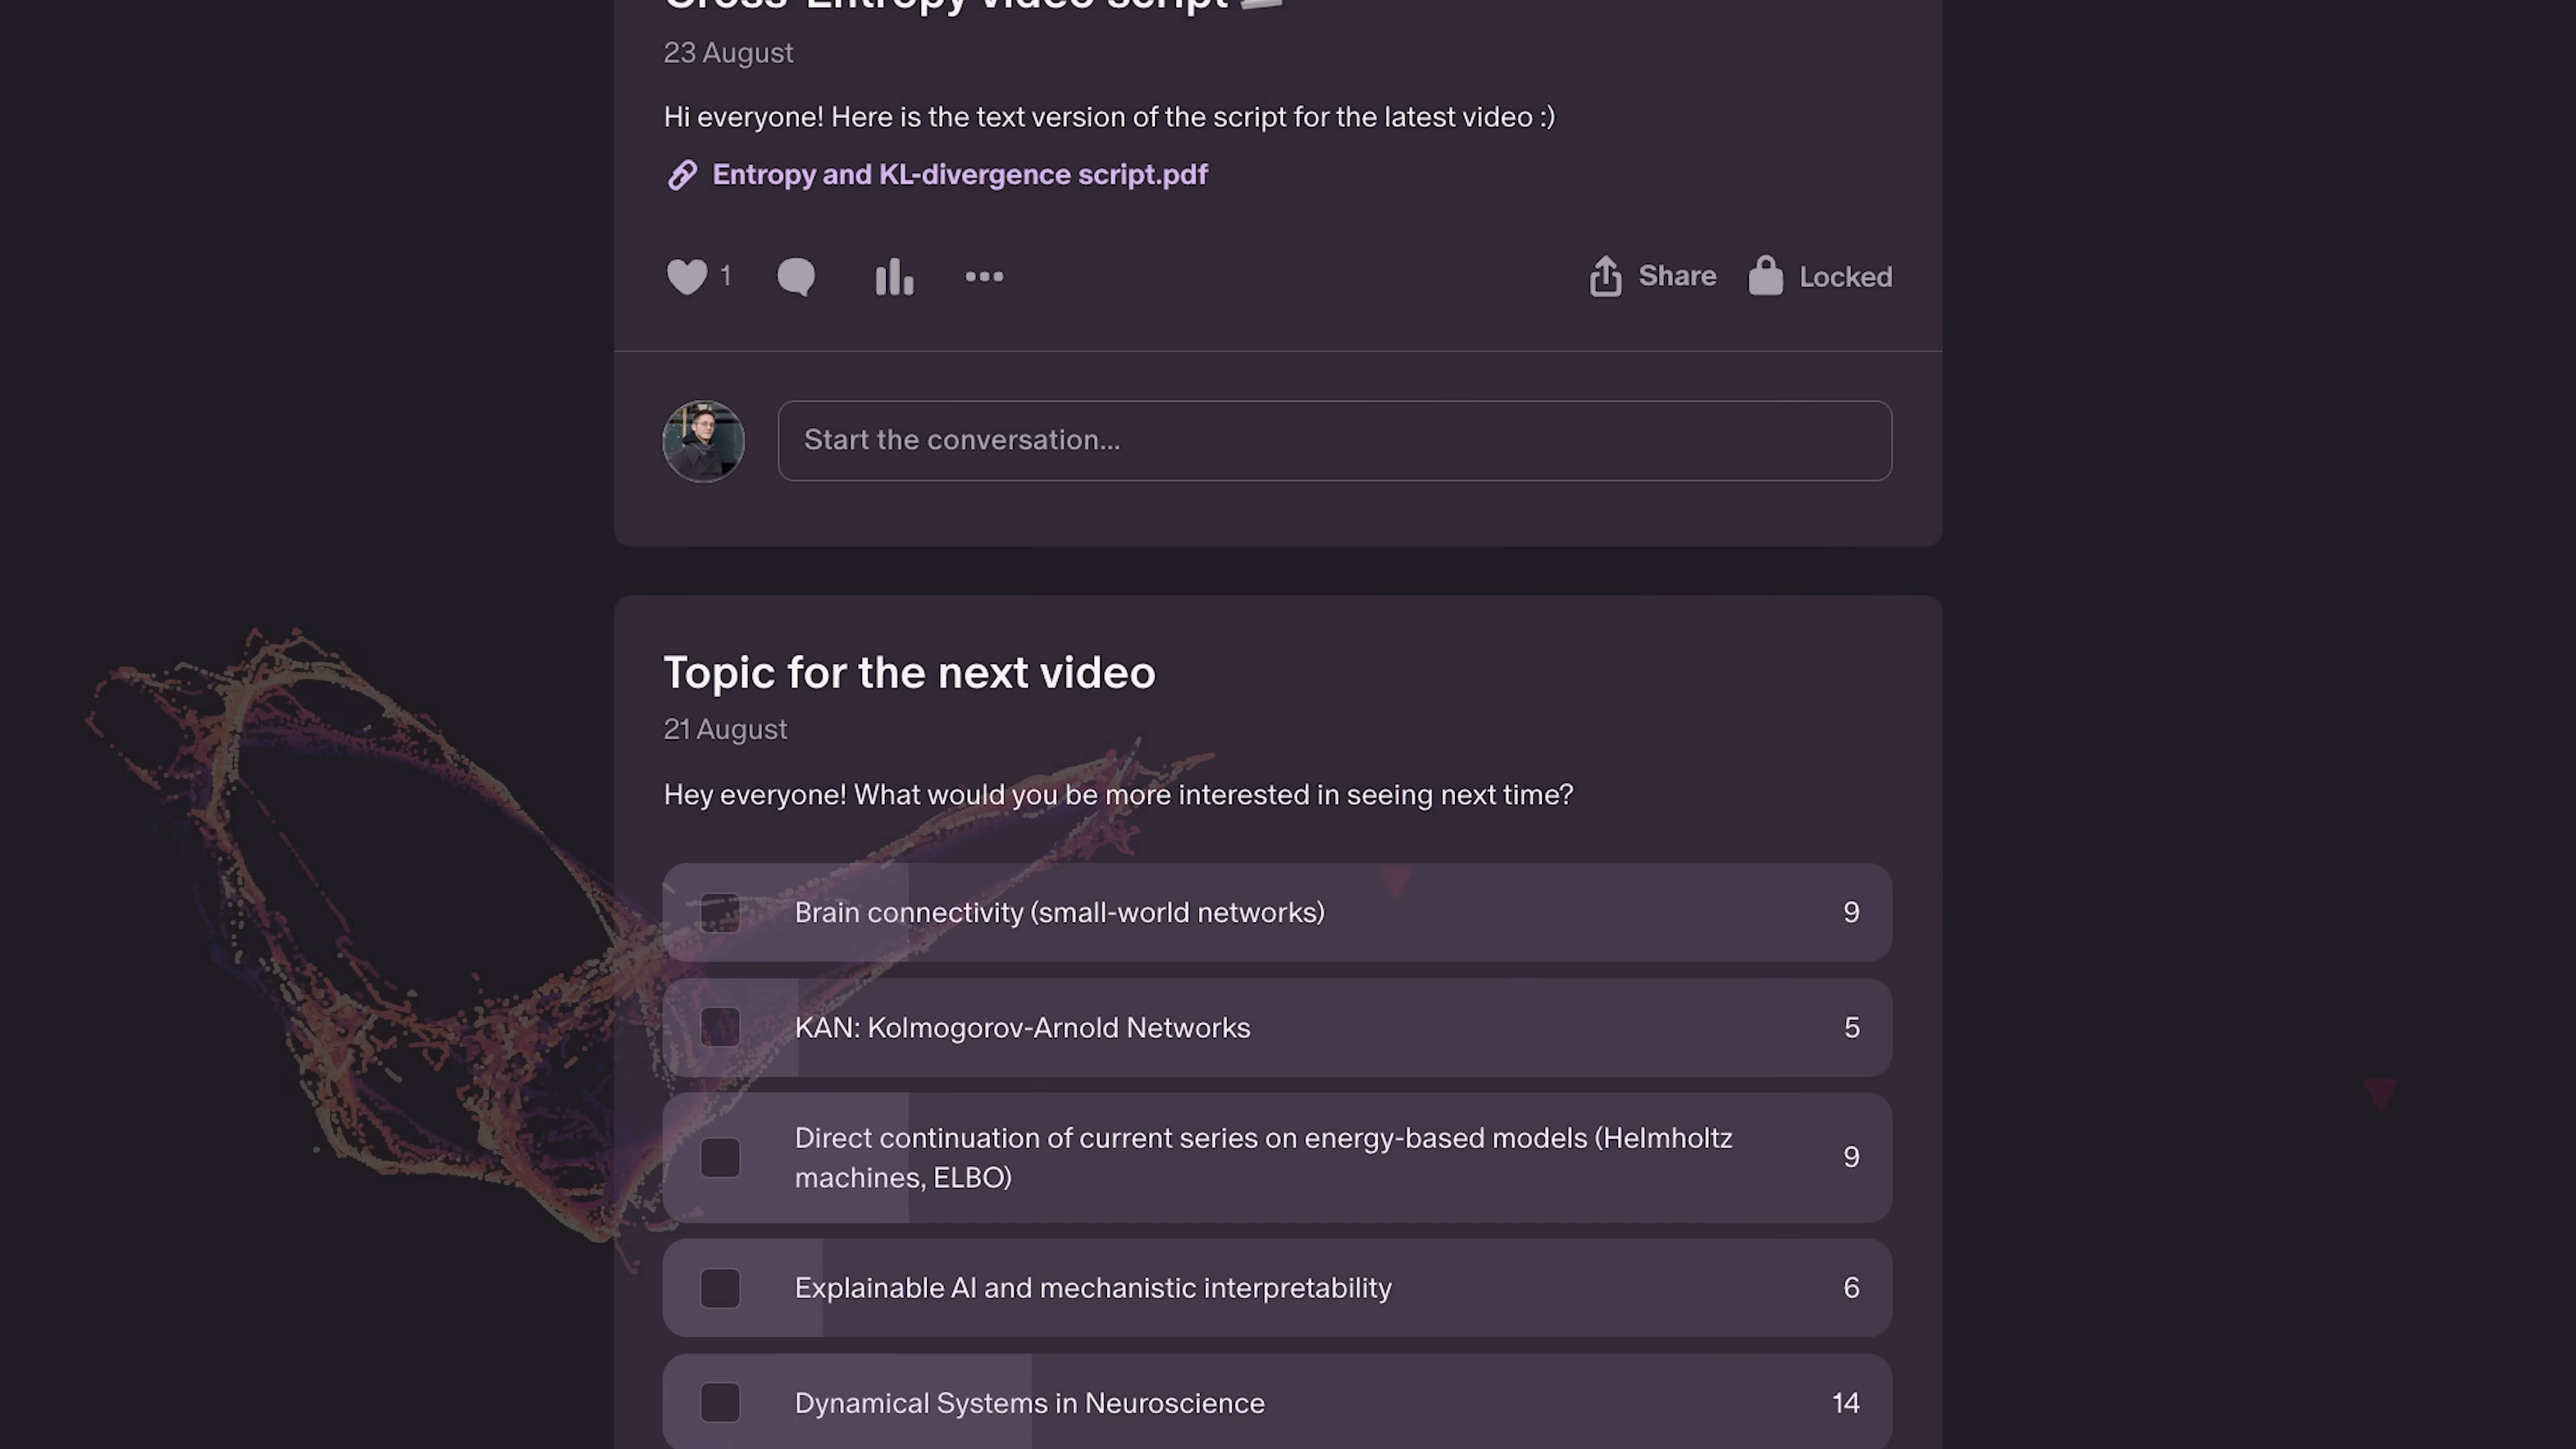 Cross-Entropy video script
23 August
Hi everyone! Here is the text version of the script for the latest video :)
Entropy and KL-divergence script.pdf
1
Share
Locked
Start the conversation...
Topic for the next video
21 August
Hey everyone! What would you be more interested in seeing next time?
Brain connectivity (small-world networks) 9
KAN: Kolmogorov-Arnold Networks 5
Direct continuation of current series on energy-based models (Helmholtz
machines, ELBO) 9
Explainable AI and mechanistic interpretability 6
Dynamical Systems in Neuroscience 14